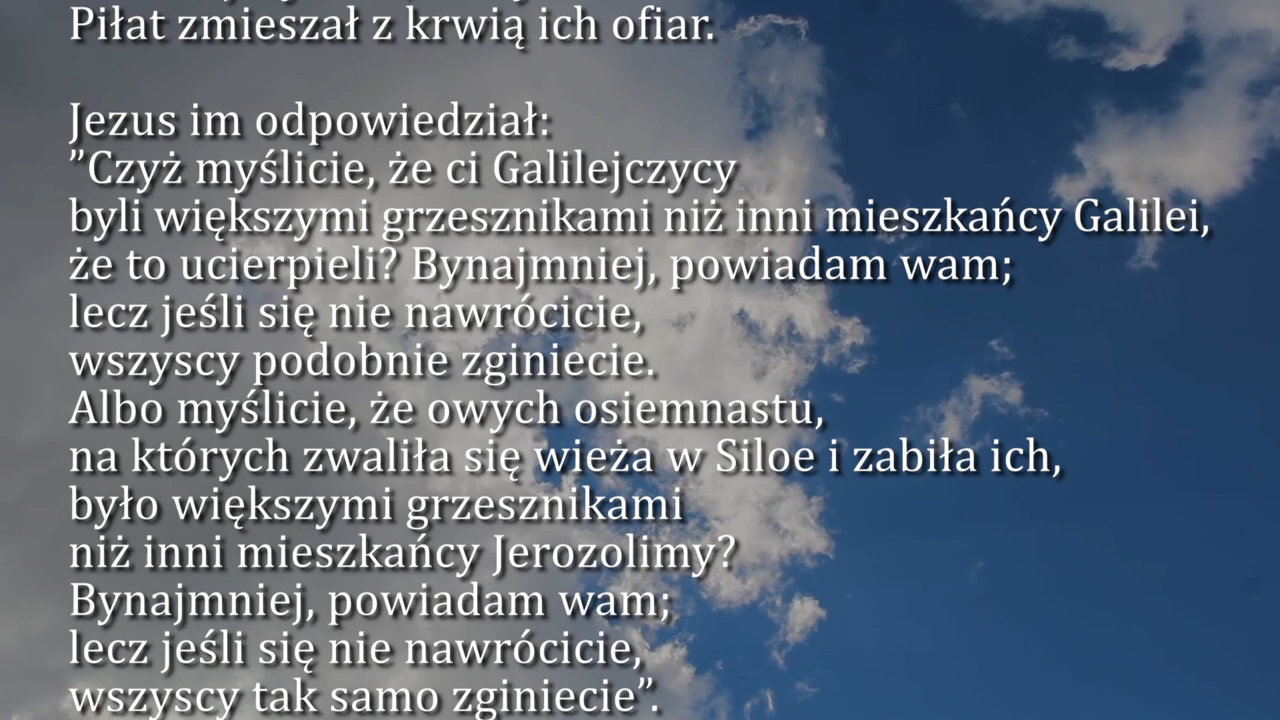 Piłat zmieszał z krwią ich ofiar.
Jezus im odpowiedział:
”Czyż myślicie, że ci Galilejczycy
byli większymi grzesznikami niż inni mieszkańcy Galilei,
że to ucierpieli? Bynajmniej, powiadam wam;
lecz jeśli się nie nawrócicie,
wszyscy podobnie zginiecie.
Albo myślicie, że owych osiemnastu,
na których zwaliła się wieża w Siloe i zabiła ich,
było większymi grzesznikami
niż inni mieszkańcy Jerozolimy?
Bynajmniej, powiadam wam;
lecz jeśli się nie nawrócicie,
wszyscy tak samo zginiecie”.